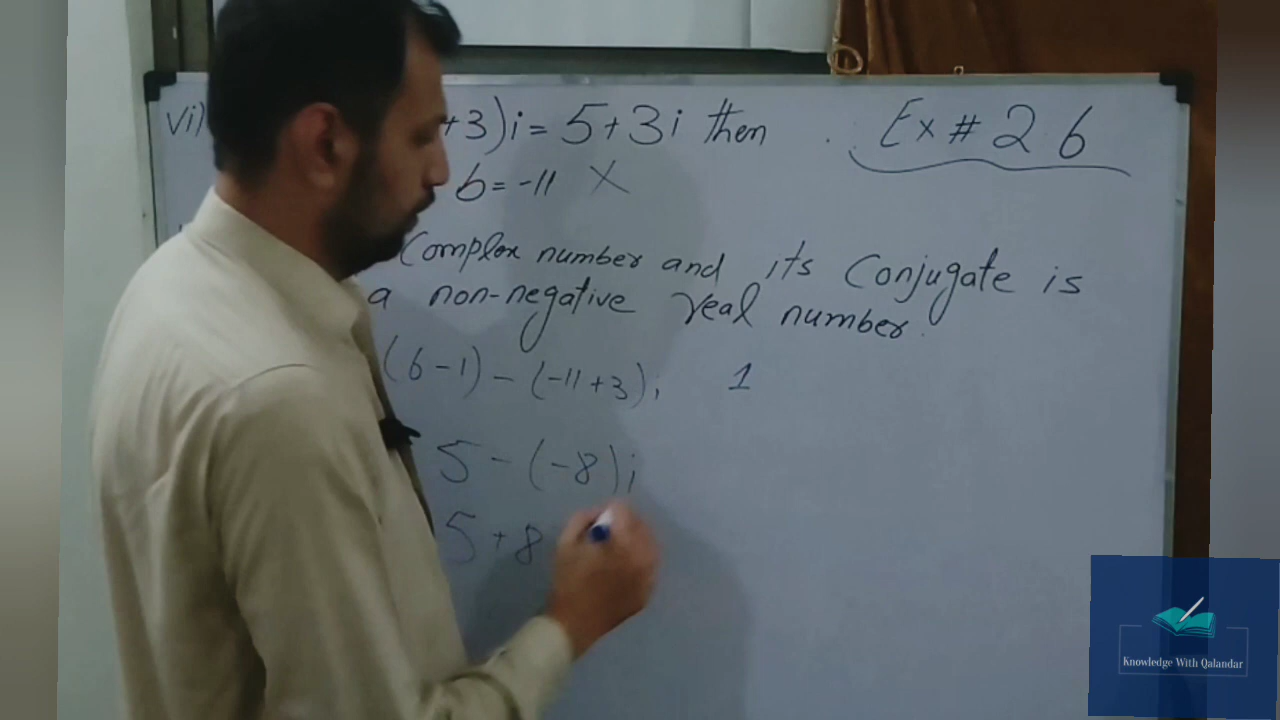 vi) +3)i = 5+3i then
Ex # 2 6
b = -11 ×
Complex number and its Conjugate is
a non-negative real number.
(6-1) - (-11+3)i 1
5 - (-8)i
5 + 8
Knowledge With Qalandar